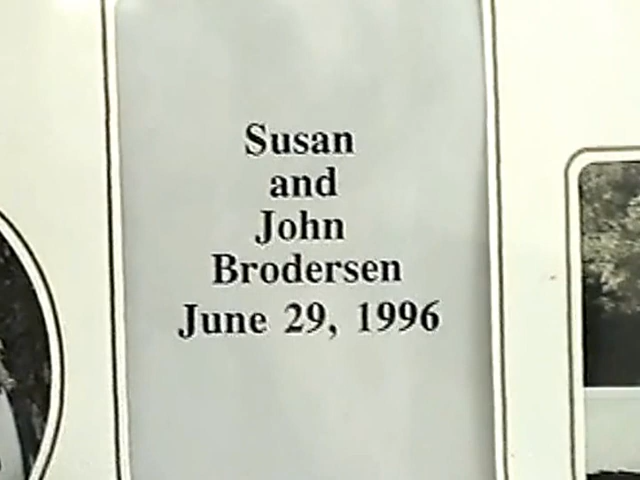 Susan
and
John
Brodersen
June 29, 1996